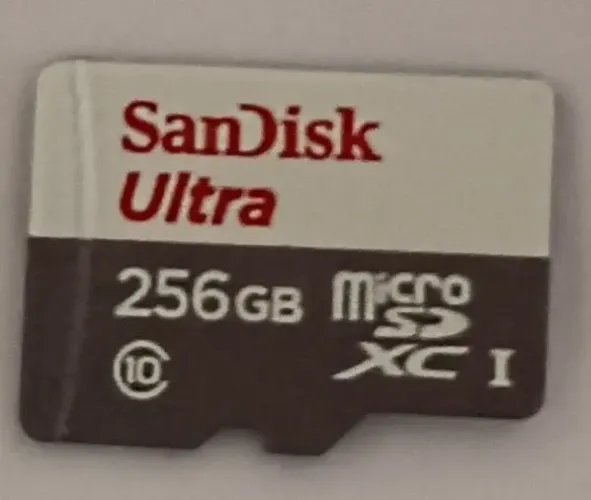 SanDisk
Ultra
256GB
micro
SD
XC I
10